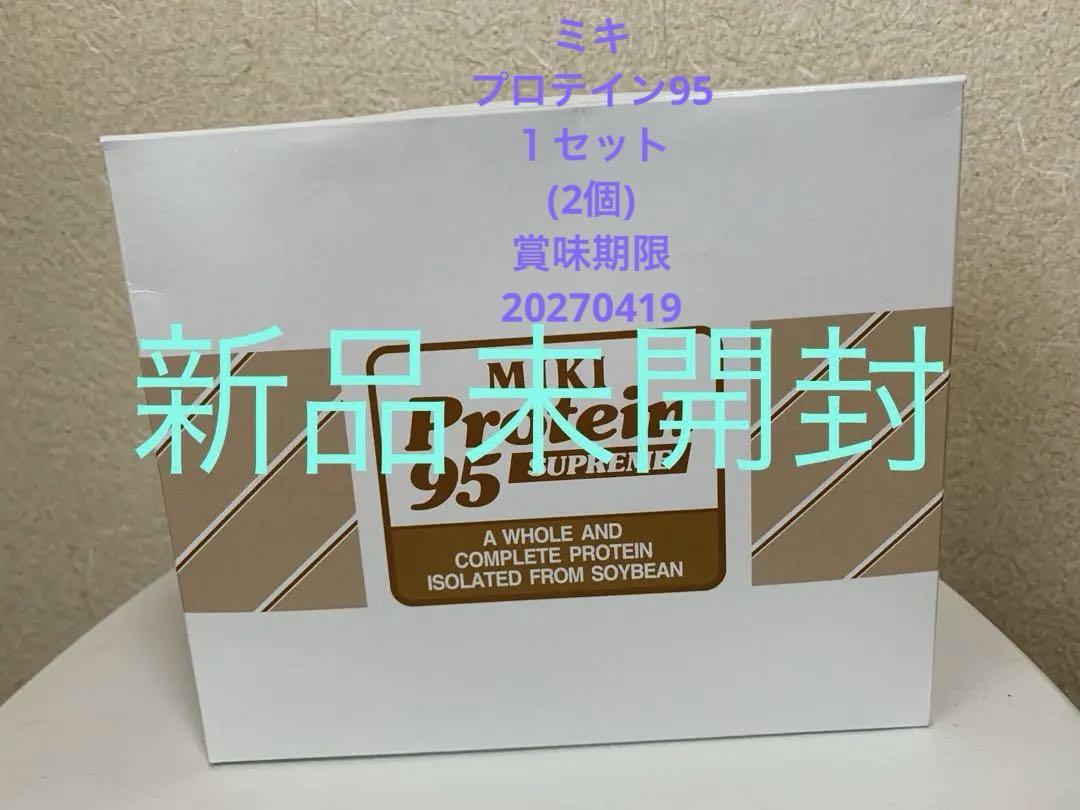 ミキ
プロテイン95
１セット
(2個)
賞味期限
20270419
新品未開封
MIKI
Protein
95 SUPREME
A WHOLE AND
COMPLETE PROTEIN
ISOLATED FROM SOYBEAN